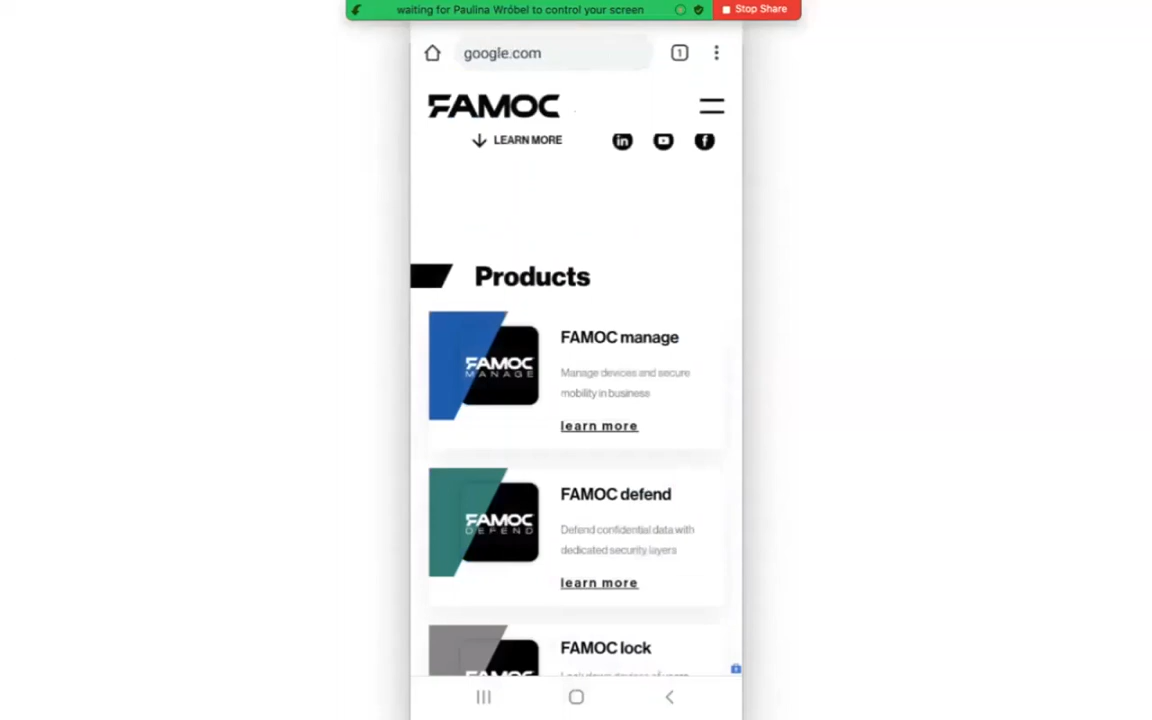 waiting for Paulina Wróbel to control your screen
Stop Share
google.com
1
FAMOC
LEARN MORE
in
f
Products
FAMOC manage
FAMOC
MANAGE
Manage devices and secure
mobility in business
learn more
FAMOC defend
FAMOC
DEFEND
Defend confidential data with
dedicated security layers
learn more
FAMOC lock